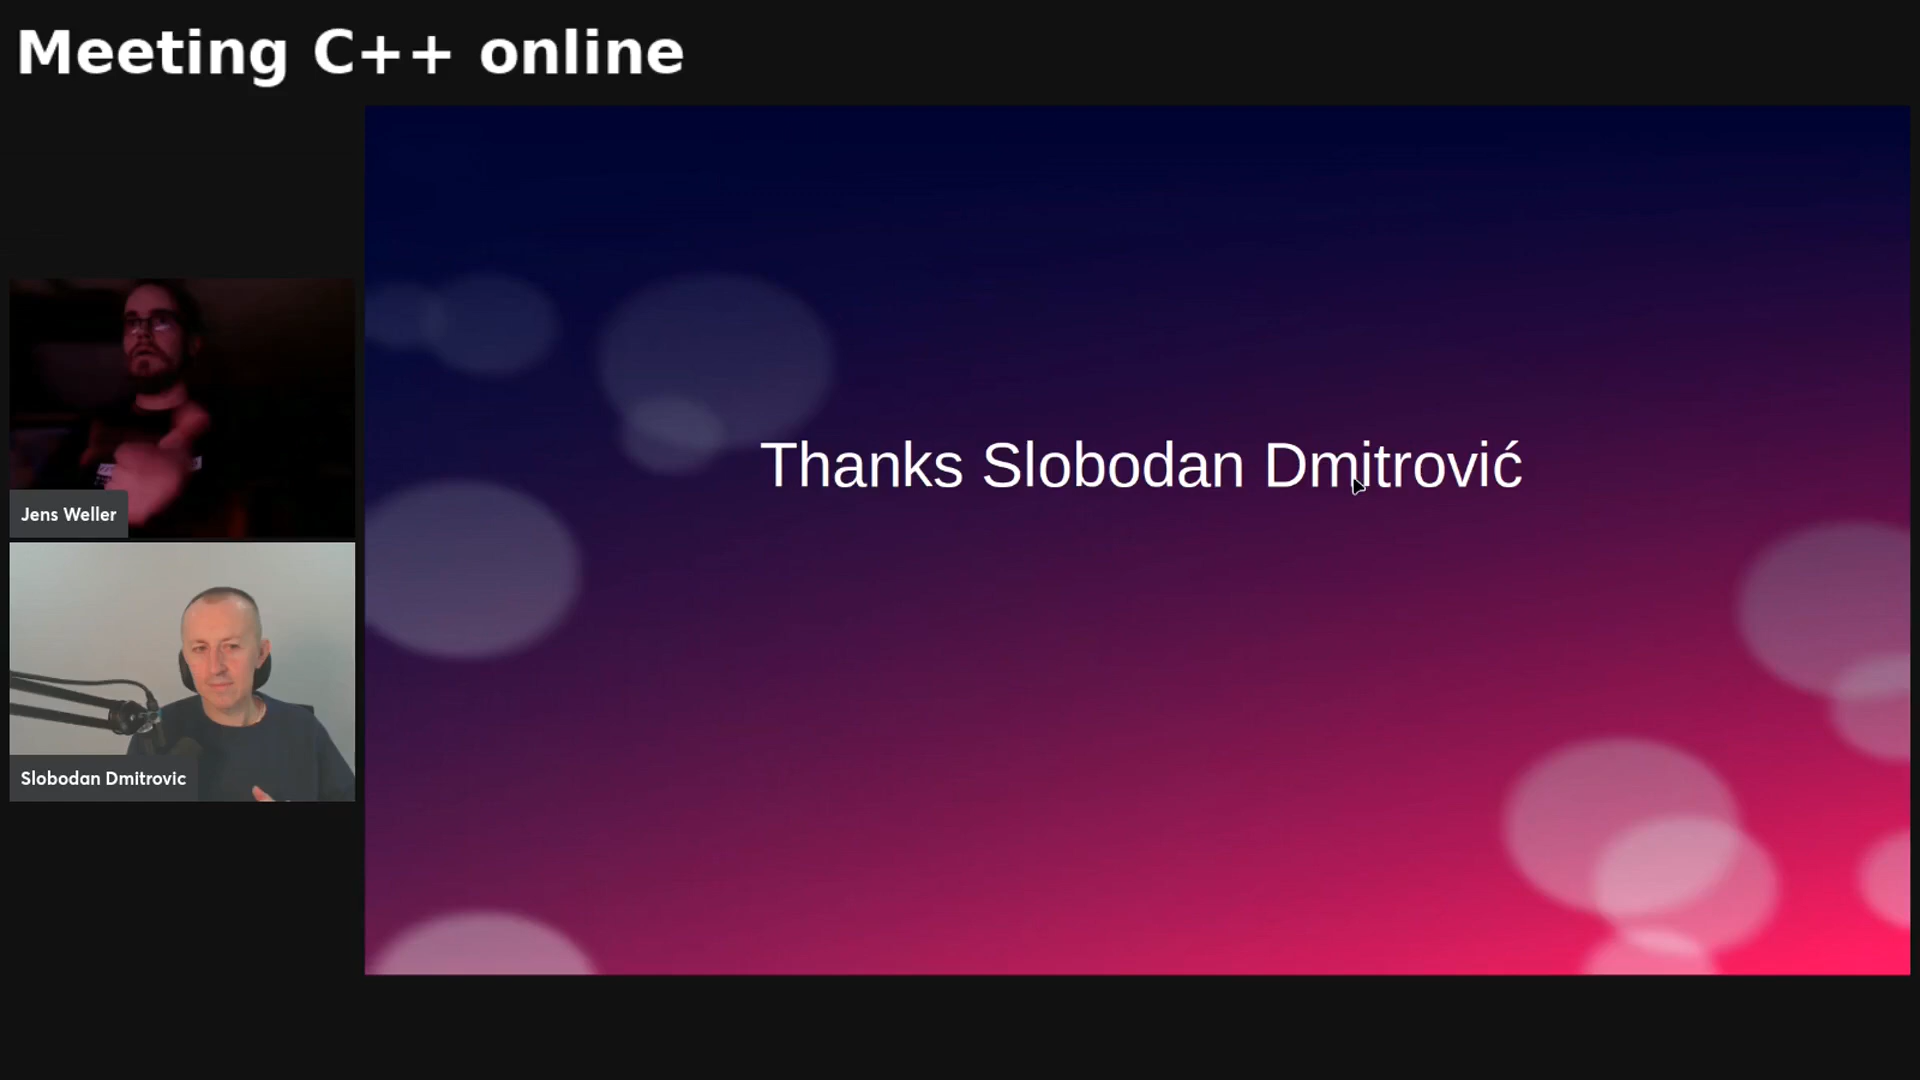 Meeting C++ online
Thanks Slobodan Dmitrović
Jens Weller
Slobodan Dmitrovic